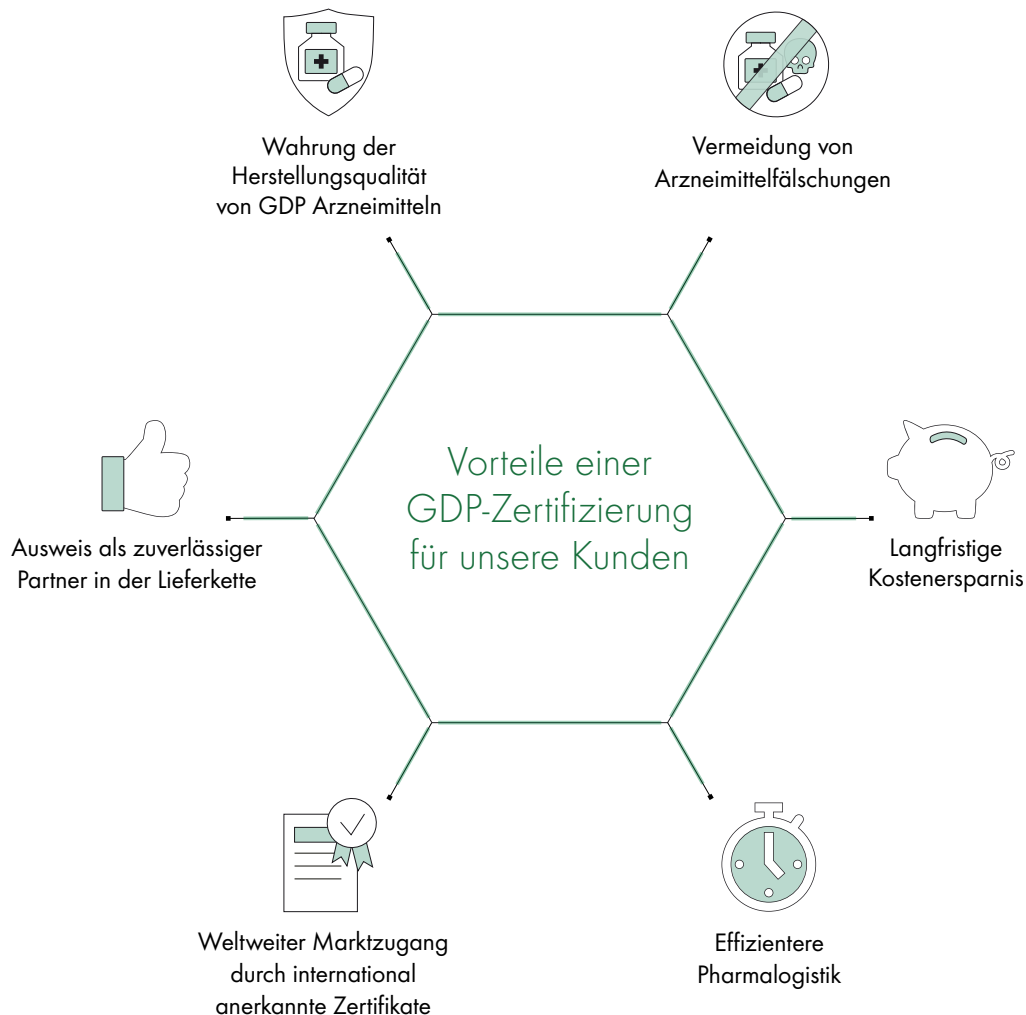 Wahrung der
Herstellungsqualität
von GDP Arzneimitteln
Vermeidung von
Arzneimittelfälschungen
Vorteile einer
GDP-Zertifizierung
für unsere Kunden
Ausweis als zuverlässiger
Partner in der Lieferkette
Langfristige
Kostenersparnis
Weltweiter Marktzugang
durch international
anerkannte Zertifikate
Effizientere
Pharmalogistik